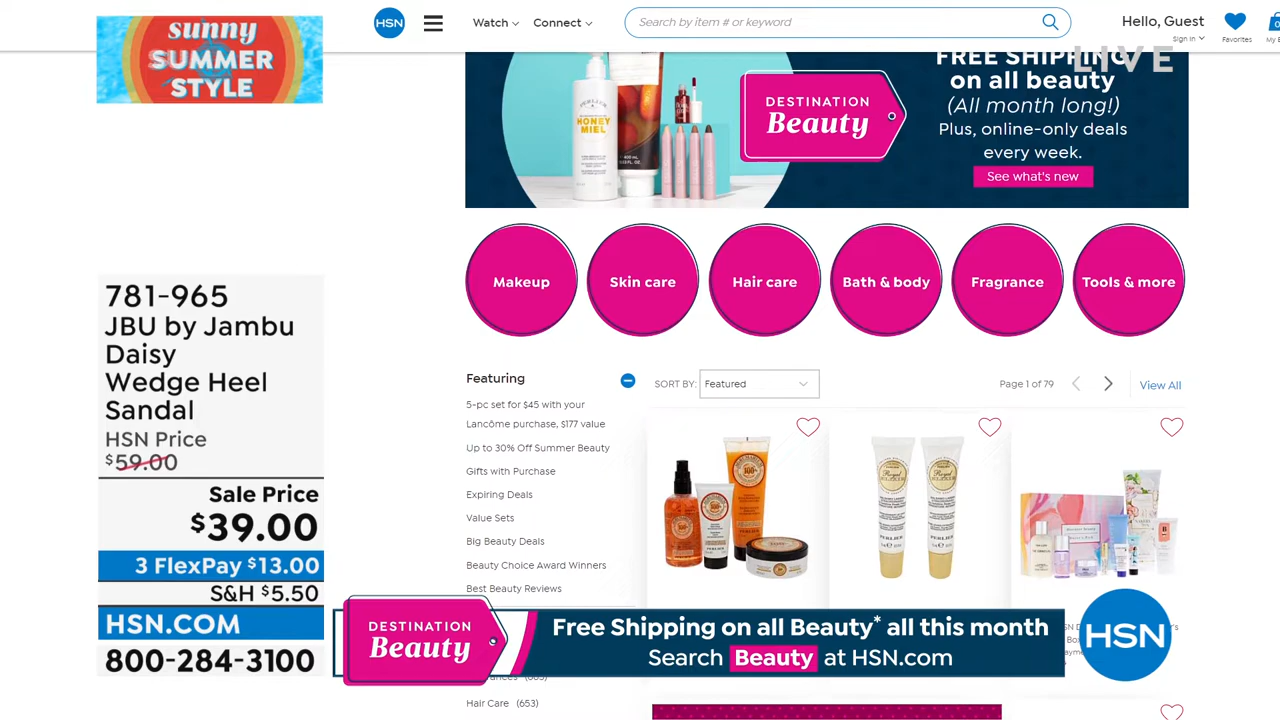 sunny
SUMMER
STYLE
HSN
Watch
Connect
Search by item # or keyword
Hello, Guest
Sign In
Favorites
LIVE
FREE SHIPPING
on all beauty
(All month long!)
Plus, online-only deals
every week.
See what's new
DESTINATION
Beauty
PERLIER
HONEY
MIEL
Makeup
Skin care
Hair care
Bath & body
Fragrance
Tools & more
781-965
JBU by Jambu
Daisy
Wedge Heel
Sandal
HSN Price
$59.00
Sale Price
$39.00
3 FlexPay $13.00
S&H $5.50
HSN.COM
800-284-3100
Featuring
5-pc set for $45 with your
Lancôme purchase, $177 value
Up to 30% Off Summer Beauty
Gifts with Purchase
Expiring Deals
Value Sets
Big Beauty Deals
Beauty Choice Award Winners
Best Beauty Reviews
Hair Care (653)
SORT BY:
Featured
Page 1 of 79
View All
PERLIER
PERLIER
DESTINATION
Beauty
Free Shipping on all Beauty* all this month
Search Beauty at HSN.com
HSN